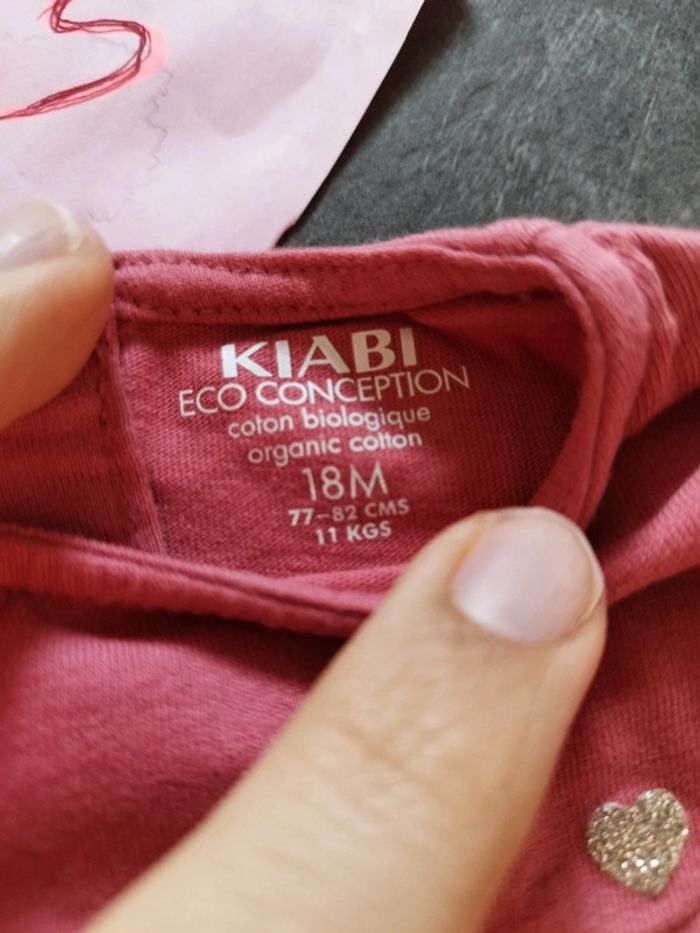 KIABI
ECO CONCEPTION
coton biologique
organic cotton
18M
77-82 CMS
11 KGS